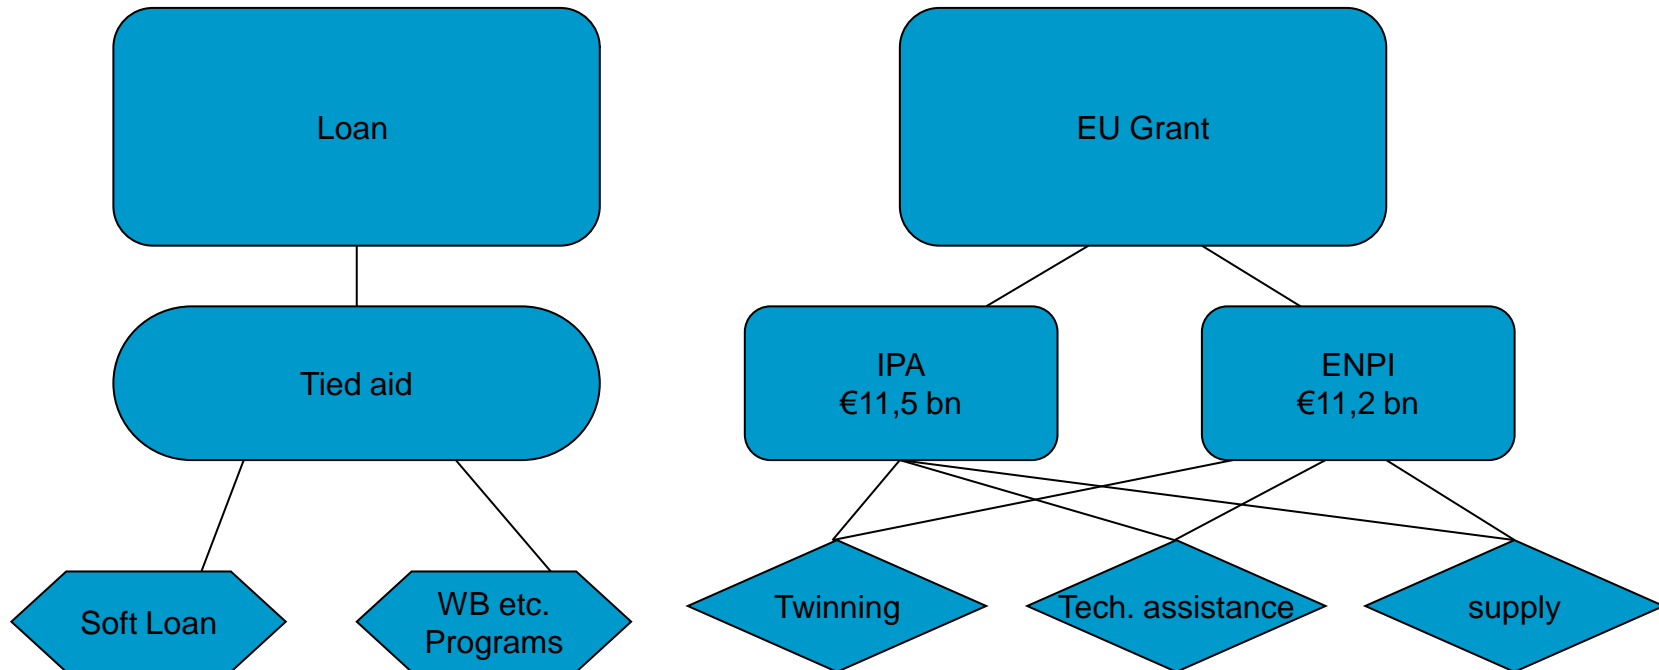 Loan
EU Grant
Tied aid
IPA
€11,5 bn
ENPI
€11,2 bn
Soft Loan
WB etc.
Programs
Twinning
Tech. assistance
supply